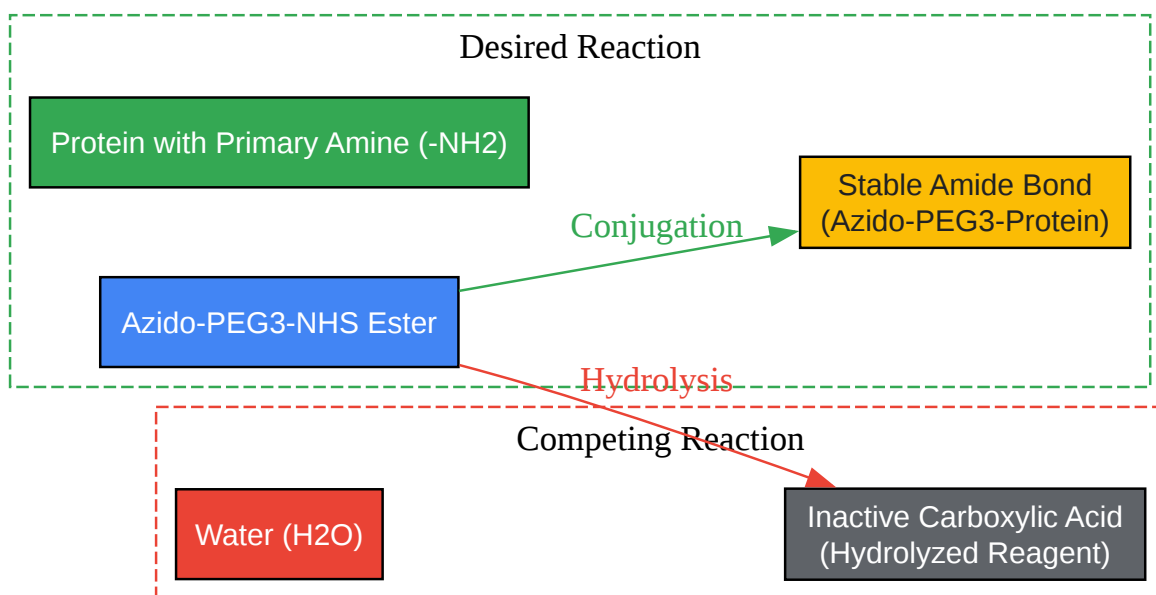 Desired Reaction
Protein with Primary Amine (-NH2)
Stable Amide Bond
(Azido-PEG3-Protein)
Conjugation
Azido-PEG3-NHS Ester
Hydrolysis
Competing Reaction
Water (H2O)
Inactive Carboxylic Acid
(Hydrolyzed Reagent)